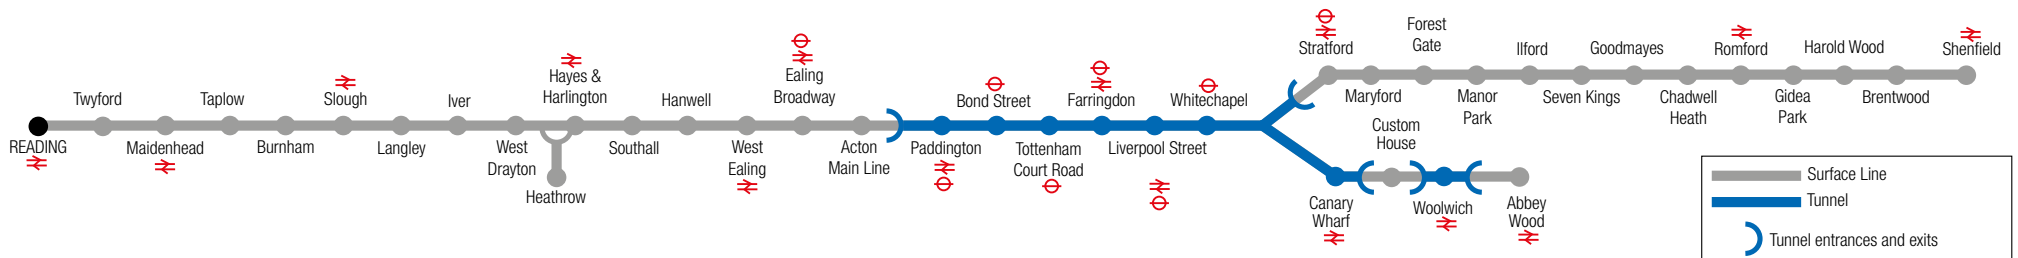 READING
Twyford
Maidenhead
Taplow
Burnham
Slough
Langley
Iver
West
Drayton
Heathrow
Hayes &
Harlington
Southall
Hanwell
West
Ealing
Ealing
Broadway
Acton
Main Line
Paddington
Bond Street
Tottenham
Court Road
Farringdon
Liverpool Street
Whitechapel
Stratford
Maryford
Forest
Gate
Manor
Park
Ilford
Seven Kings
Goodmayes
Chadwell
Heath
Romford
Gidea
Park
Harold Wood
Brentwood
Shenfield
Canary
Wharf
Custom
House
Woolwich
Abbey
Wood
Surface Line
Tunnel
Tunnel entrances and exits